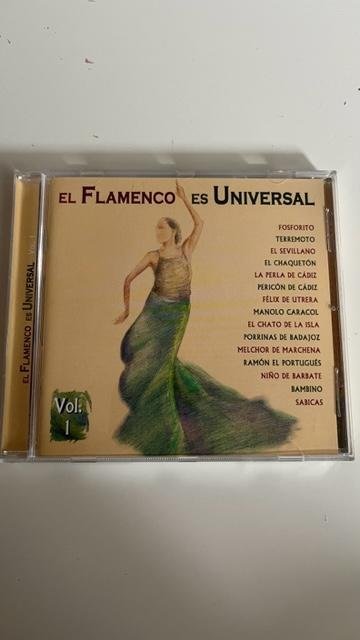 EL FLAMENCO ES UNIVERSAL
FOSFORITO
TERREMOTO
EL SEVILLANO
EL CHAQUETÓN
LA PERLA DE CÁDIZ
PERICÓN DE CÁDIZ
FÉLIX DE UTRERA
MANOLO CARACOL
EL CHATO DE LA ISLA
PORRINAS DE BADAJOZ
MELCHOR DE MARCHENA
RAMÓN EL PORTUGUÉS
NIÑO DE BARBATE
BAMBINO
SABICAS
Vol.
1
EL FLAMENCO ES UNIVERSAL